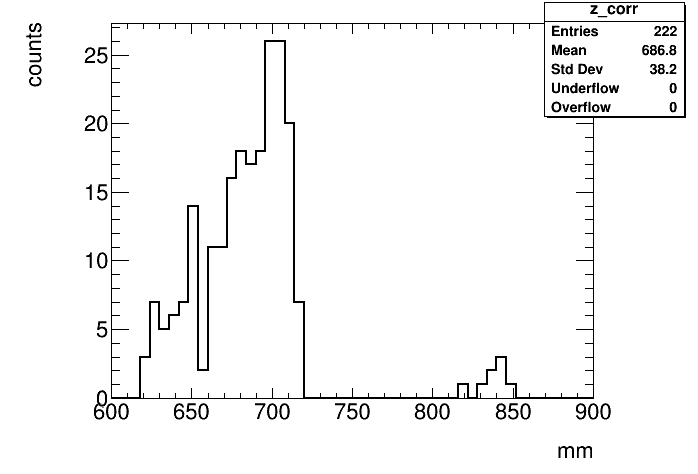 z_corr
Entries 222
Mean 686.8
Std Dev 38.2
Underflow 0
Overflow 0
counts
25
20
15
10
5
0
600 650 700 750 800 850 900
mm